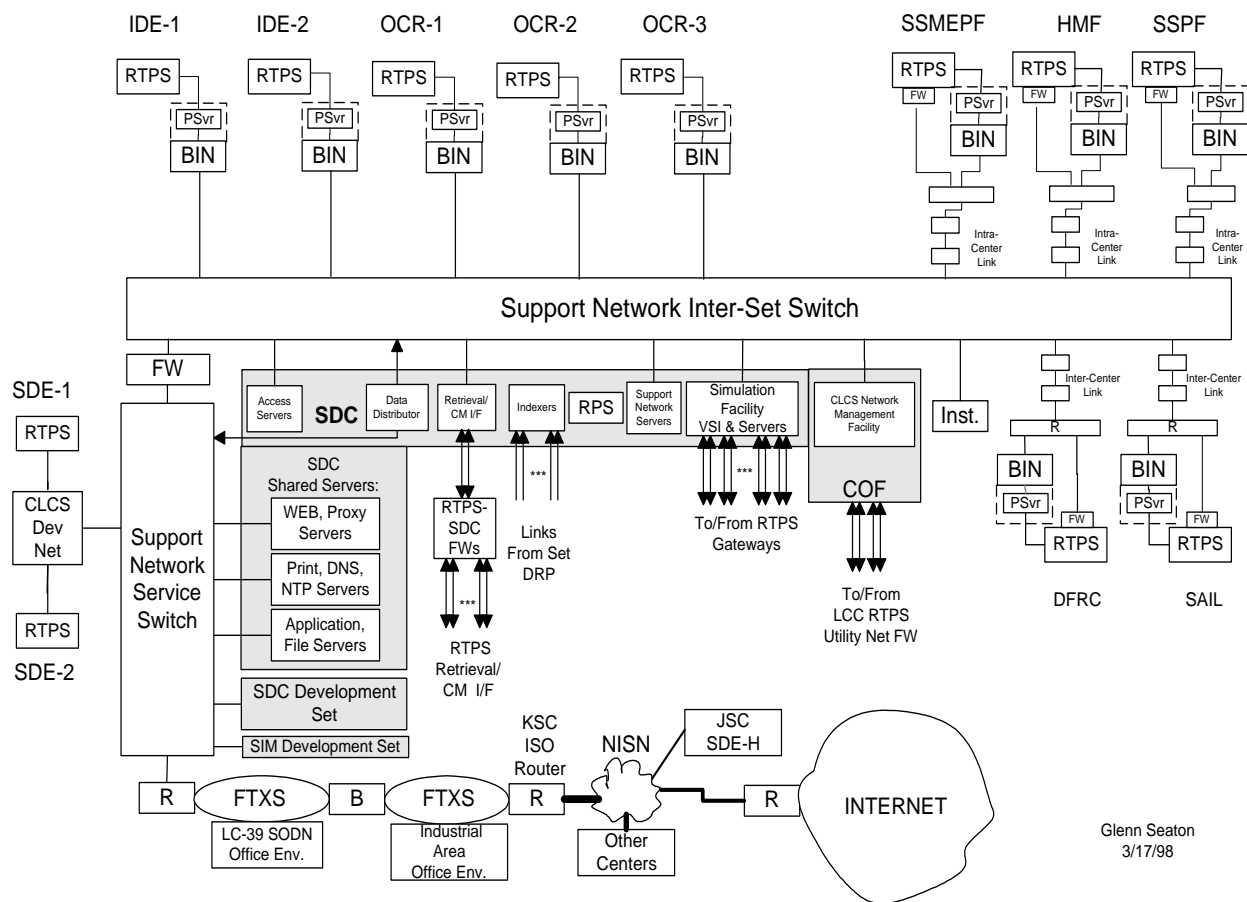 IDE-1
IDE-2
OCR-1
OCR-2
OCR-3
SSMEPF
HMF
SSPF
RTPS
RTPS
RTPS
RTPS
RTPS
RTPS
RTPS
RTPS
FW
FW
FW
PSvr
PSvr
PSvr
PSvr
PSvr
PSvr
PSvr
PSvr
BIN
BIN
BIN
BIN
BIN
BIN
BIN
BIN
Intra-
Center
Link
Intra-
Center
Link
Intra-
Center
Link
Support Network Inter-Set Switch
FW
SDE-1
RTPS
CLCS
Dev
Net
RTPS
SDE-2
Support
Network
Service
Switch
Access
Servers
SDC
Data
Distributor
Retrieval/
CM I/F
Indexers
RPS
Support
Network
Servers
Simulation
Facility
VSI & Servers
CLCS Network
Management
Facility
COF
Inst.
Inter-Center
Link
Inter-Center
Link
R
R
BIN
BIN
PSvr
PSvr
FW
FW
RTPS
RTPS
DFRC
SAIL
SDC
Shared Servers:
WEB, Proxy
Servers
Print, DNS,
NTP Servers
Application,
File Servers
SDC Development
Set
SIM Development Set
RTPS-
SDC
FWs
***
RTPS
Retrieval/
CM I/F
***
Links
From Set
DRP
***
To/From RTPS
Gateways
To/From
LCC RTPS
Utility Net FW
R
FTXS
B
FTXS
KSC
ISO
Router
R
NISN
JSC
SDE-H
R
INTERNET
LC-39 SODN
Office Env.
Industrial
Area
Office Env.
Other
Centers
Glenn Seaton
3/17/98